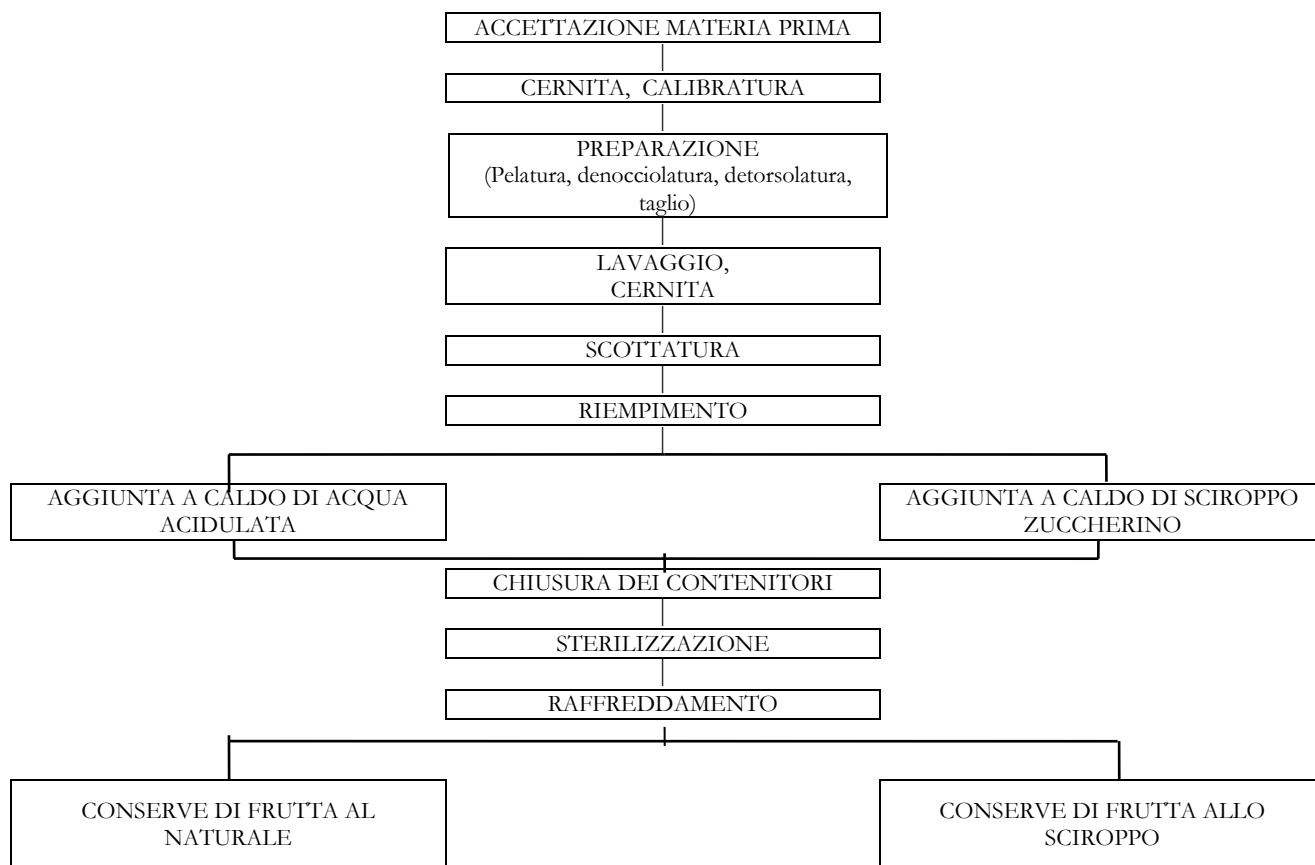 ACCETTAZIONE MATERIA PRIMA
CERNITA, CALIBRATURA
PREPARAZIONE
(Pelatura, denocciolatura, detorsolatura,
taglio)
LAVAGGIO,
CERNITA
SCOTTATURA
RIEMPIMENTO
AGGIUNTA A CALDO DI ACQUA
ACIDULATA
AGGIUNTA A CALDO DI SCIROPPO
ZUCCHERINO
CHIUSURA DEI CONTENITORI
STERILIZZAZIONE
RAFFREDDAMENTO
CONSERVE DI FRUTTA AL
NATURALE
CONSERVE DI FRUTTA ALLO
SCIROPPO